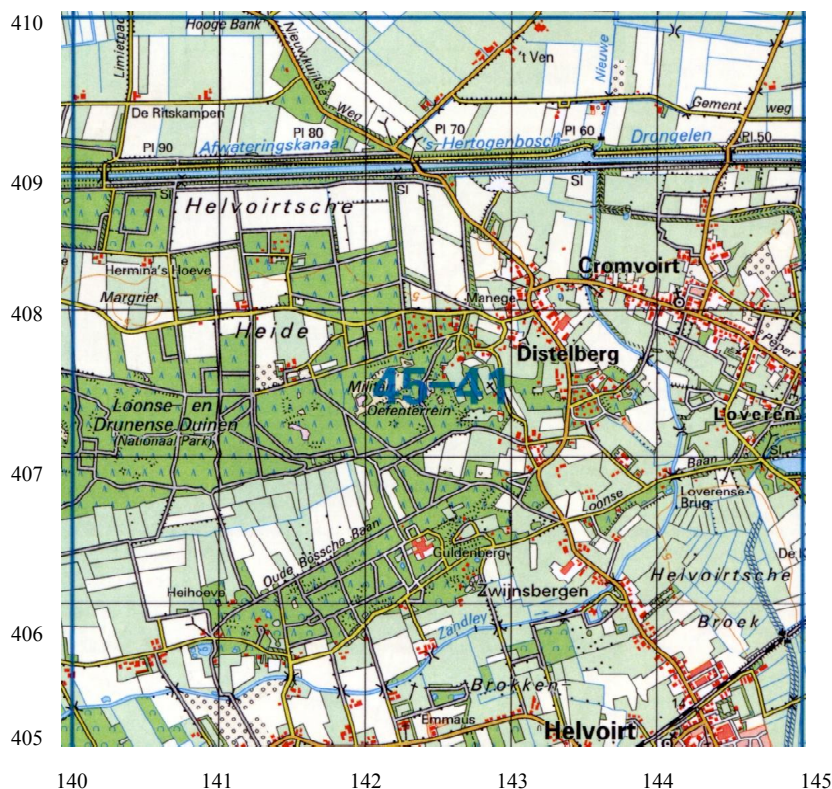 410
Hooge Bank
Limietpad
Nieuwkuijkse
Weg
't Ven
Nieuwe
De Ritskampen
Gement weg
Pl 90
Pl 80
Pl 70
Pl 60
Pl 50
Afwateringskanaal 's-Hertogenbosch Drongelen
409
Sl
Sl
Sl
Helvoirtsche
Hermina's Hoeve
Cromvoirt
Margriet
408
Manege
Heide
Distelberg
Peper
45-41
Oefenterrein
Loonse en
Drunense Duinen
(Nationaal Park)
Loveren
Sl
407
Baan
Loonse
Loverense
Brug
Oude Bossche Baan
Guldenberg
Helvoirtsche
Heihoeve
Zwijnsbergen
Broek
406
Zandley
Brokken
Emmaus
14
405
Helvoirt
140
141
142
143
144
145